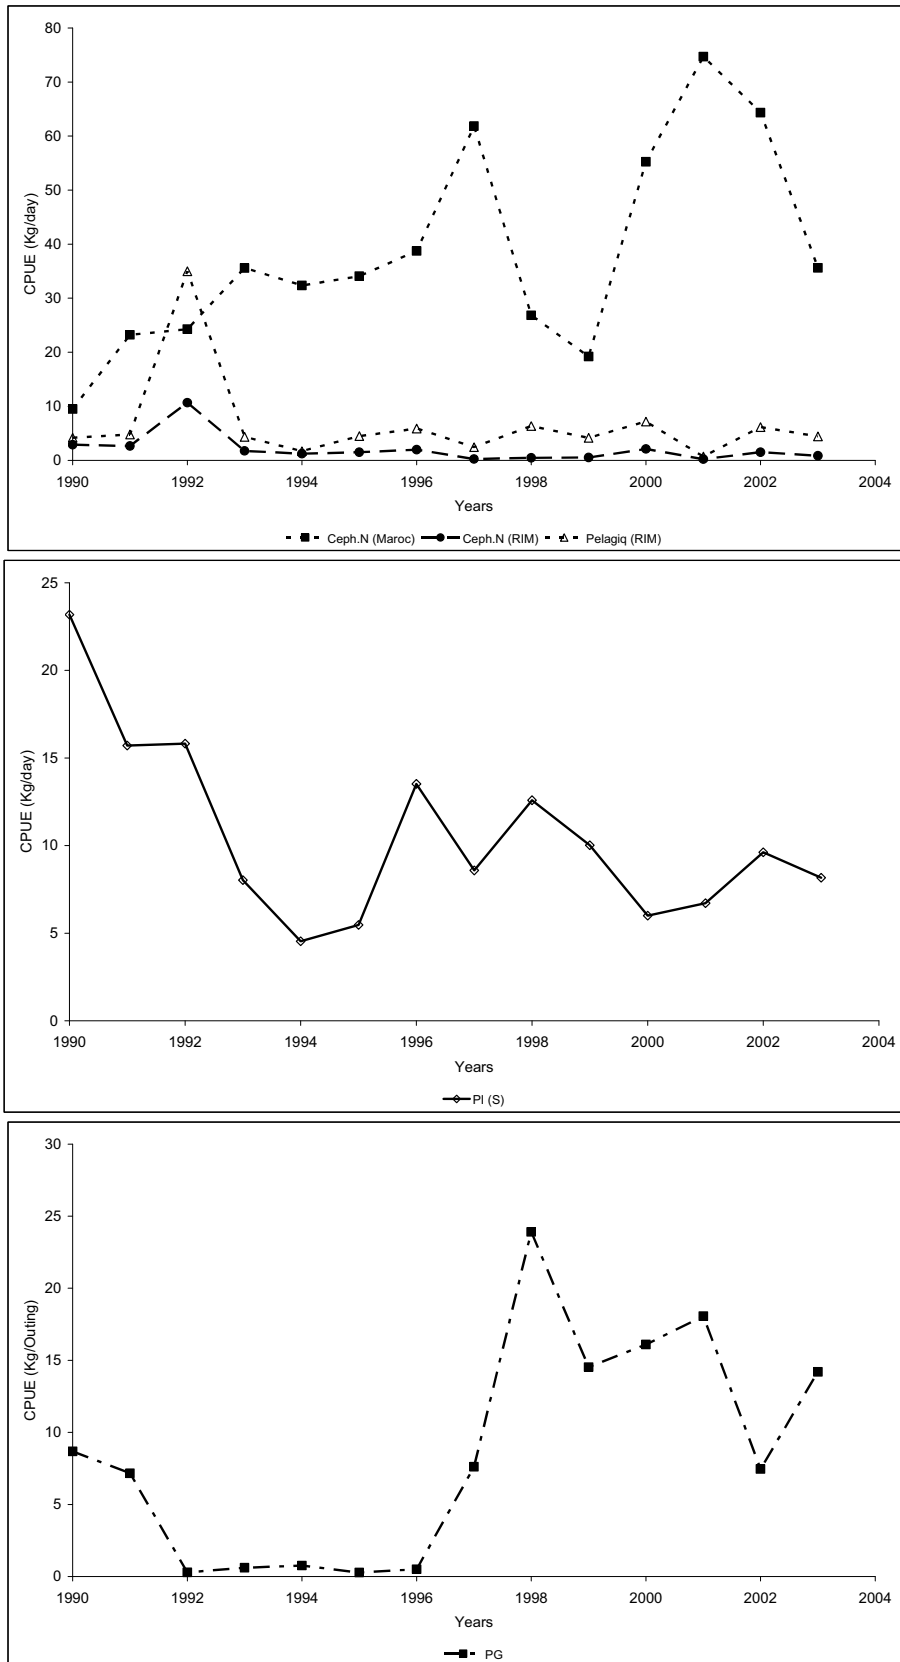 80
70
60
50
40
30
20
10
0
CPUE (Kg/day)
1990 1992 1994 1996 1998 2000 2002 2004
Years
Ceph.N (Maroc) Ceph.N (RIM) Pelagiq (RIM)
25
20
15
10
5
0
CPUE (Kg/day)
1990 1992 1994 1996 1998 2000 2002 2004
Years
PI (S)
30
25
20
15
10
5
0
CPUE (Kg/Outing)
1990 1992 1994 1996 1998 2000 2002 2004
Years
PG